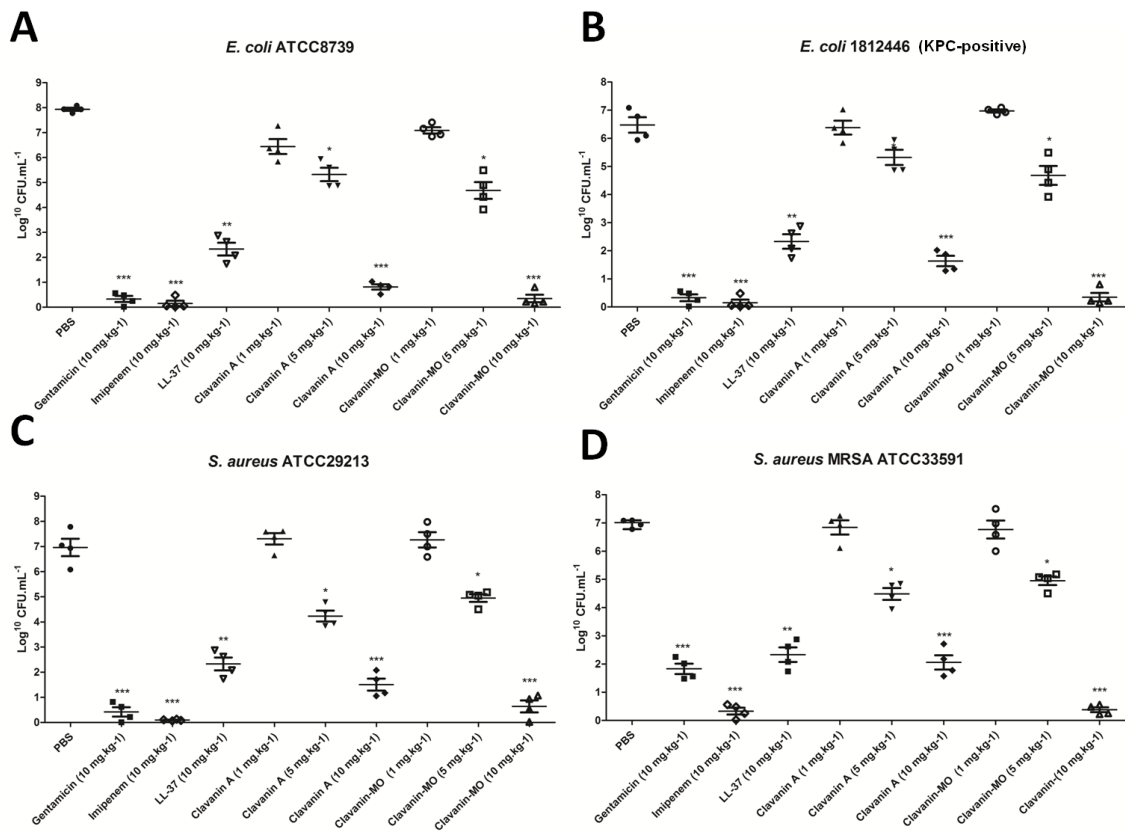 A
E. coli ATCC8739
Log10 CFU.mL-1
9
8
7
6
5
4
3
2
1
0
*
*
**
***
***
***
***
PBS
Gentamicin (10 mg.kg-1)
Imipenem (10 mg.kg-1)
LL-37 (10 mg.kg-1)
Clavanin A (1 mg.kg-1)
Clavanin A (5 mg.kg-1)
Clavanin A (10 mg.kg-1)
Clavanin-MO (1 mg.kg-1)
Clavanin-MO (5 mg.kg-1)
Clavanin-MO (10 mg.kg-1)
B
E. coli 1812446 (KPC-positive)
Log10 CFU.mL-1
8
7
6
5
4
3
2
1
0
*
**
***
***
***
***
PBS
Gentamicin (10 mg.kg-1)
Imipenem (10 mg.kg-1)
LL-37 (10 mg.kg-1)
Clavanin A (1 mg.kg-1)
Clavanin A (5 mg.kg-1)
Clavanin A (10 mg.kg-1)
Clavanin-MO (1 mg.kg-1)
Clavanin-MO (5 mg.kg-1)
Clavanin-MO (10 mg.kg-1)
C
S. aureus ATCC29213
Log10 CFU.mL-1
9
8
7
6
5
4
3
2
1
0
*
*
**
***
***
***
***
PBS
Gentamicin (10 mg.kg-1)
Imipenem (10 mg.kg-1)
LL-37 (10 mg.kg-1)
Clavanin A (1 mg.kg-1)
Clavanin A (5 mg.kg-1)
Clavanin A (10 mg.kg-1)
Clavanin-MO (1 mg.kg-1)
Clavanin-MO (5 mg.kg-1)
Clavanin-MO (10 mg.kg-1)
D
S. aureus MRSA ATCC33591
Log10 CFU.mL-1
8
7
6
5
4
3
2
1
0
*
*
**
***
***
***
***
PBS
Gentamicin (10 mg.kg-1)
Imipenem (10 mg.kg-1)
LL-37 (10 mg.kg-1)
Clavanin A (1 mg.kg-1)
Clavanin A (5 mg.kg-1)
Clavanin A (10 mg.kg-1)
Clavanin-MO (1 mg.kg-1)
Clavanin-MO (5 mg.kg-1)
Clavanin-(10 mg.kg-1)